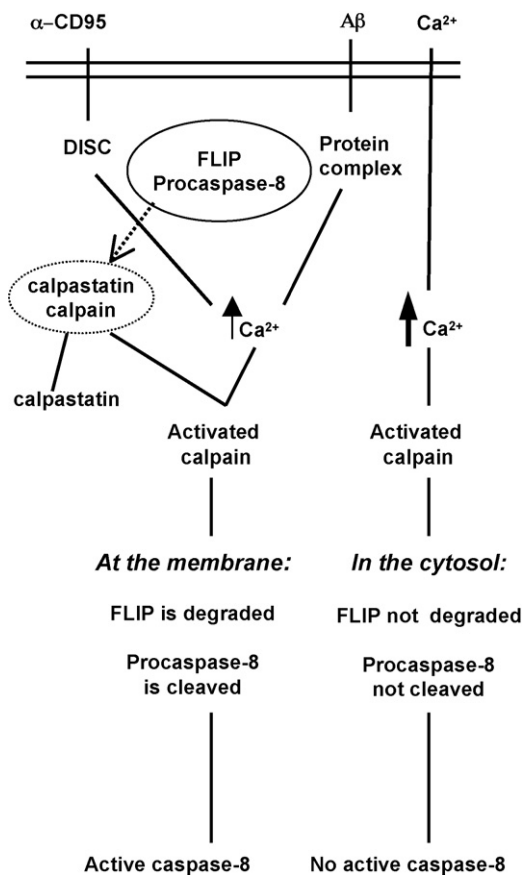 α–CD95
Aβ
Ca²⁺
DISC
FLIP
Procaspase-8
Protein
complex
calpastatin
calpain
Ca²⁺
Ca²⁺
calpastatin
Activated
calpain
Activated
calpain
At the membrane:
In the cytosol:
FLIP is degraded
FLIP not degraded
Procaspase-8
is cleaved
Procaspase-8
not cleaved
Active caspase-8
No active caspase-8